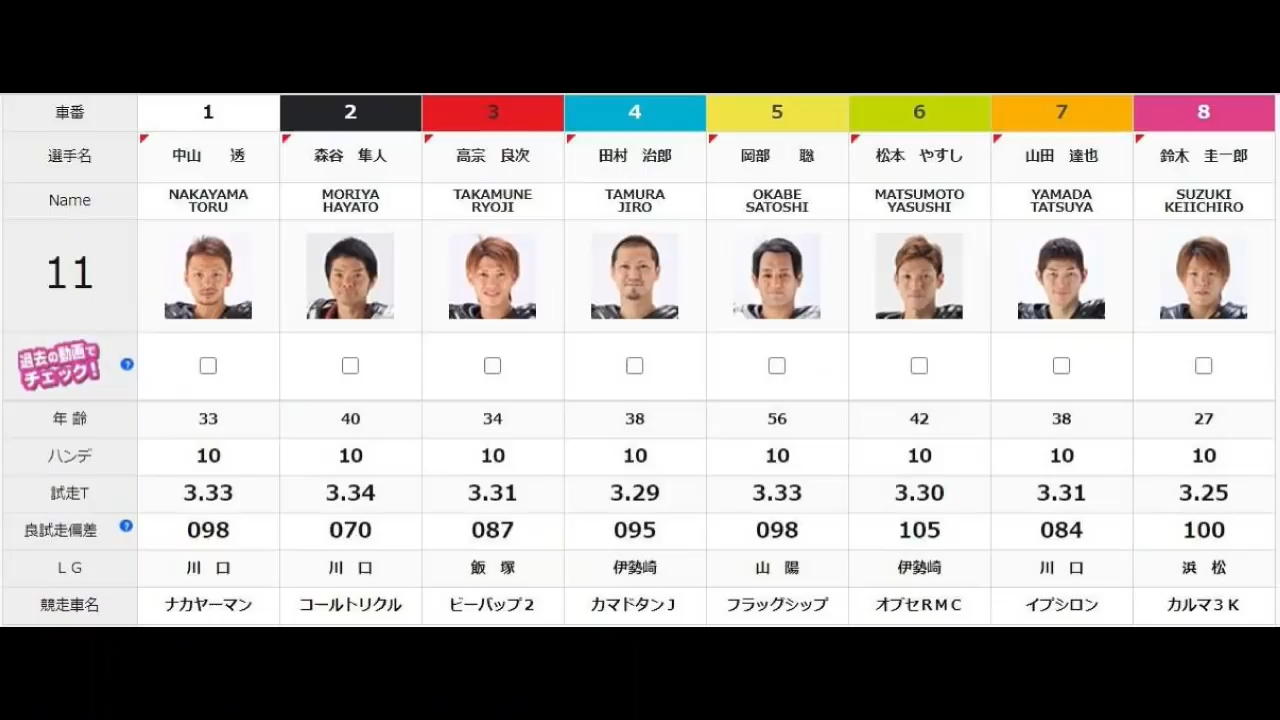 車番 1 2 3 4 5 6 7 8
選手名 中山　透 森谷 隼人 高宗 良次 田村 治郎 岡部　聡 松本 やすし 山田 達也 鈴木 圭一郎
Name NAKAYAMA TORU MORIYA HAYATO TAKAMUNE RYOJI TAMURA JIRO OKABE SATOSHI MATSUMOTO YASUSHI YAMADA TATSUYA SUZUKI KEIICHIRO
11
過去の動画で
チェック!
?
年 齢 33 40 34 38 56 42 38 27
ハンデ 10 10 10 10 10 10 10 10
試走T 3.33 3.34 3.31 3.29 3.33 3.30 3.31 3.25
良試走偏差 ? 098 070 087 095 098 105 084 100
ＬＧ 川 口 川 口 飯 塚 伊勢崎 山 陽 伊勢崎 川 口 浜 松
競走車名 ナカヤーマン コールトリクル ビーバップ２ カマドタンＪ フラッグシップ オブセＲＭＣ イプシロン カルマ３Ｋ